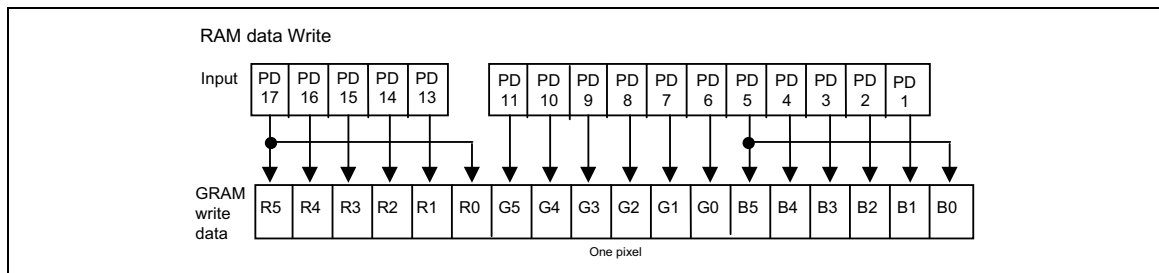 RAM data Write
Input
PD 17 PD 16 PD 15 PD 14 PD 13 PD 11 PD 10 PD 9 PD 8 PD 7 PD 6 PD 5 PD 4 PD 3 PD 2 PD 1
GRAM write data
R5 R4 R3 R2 R1 R0 G5 G4 G3 G2 G1 G0 B5 B4 B3 B2 B1 B0
One pixel